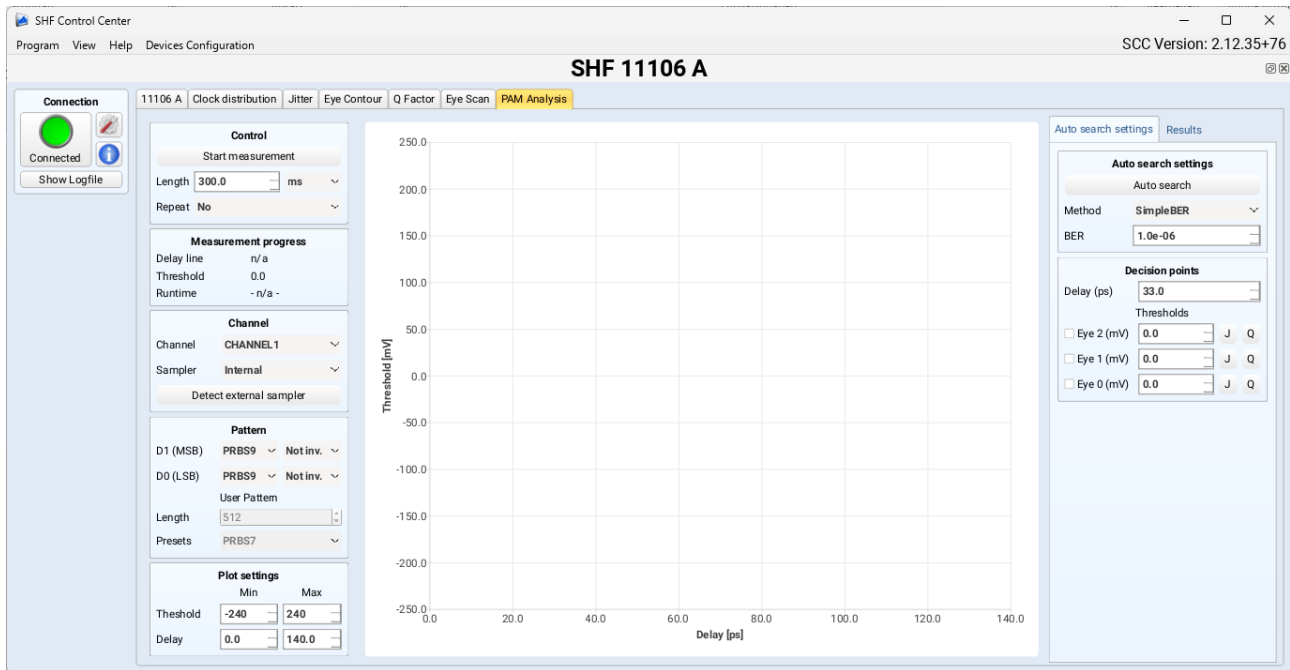 SHF Control Center
Program View Help Devices Configuration
SCC Version: 2.12.35+76
SHF 11106 A
Connection
Connected
Show Logfile
11106 A Clock distribution Jitter Eye Contour Q Factor Eye Scan PAM Analysis
Control
Start measurement
Length 300.0 ms
Repeat No
Measurement progress
Delay line n/a
Threshold 0.0
Runtime - n/a -
Channel
Channel CHANNEL1
Sampler Internal
Detect external sampler
Pattern
D1 (MSB) PRBS9 Not inv.
D0 (LSB) PRBS9 Not inv.
User Pattern
Length 512
Presets PRBS7
Plot settings
Min Max
Theshold -240 240
Delay 0.0 140.0
Threshold [mV]
250.0
200.0
150.0
100.0
50.0
0.0
-50.0
-100.0
-150.0
-200.0
-250.0
0.0 20.0 40.0 60.0 80.0 100.0 120.0 140.0
Delay [ps]
Auto search settings Results
Auto search settings
Auto search
Method SimpleBER
BER 1.0e-06
Decision points
Delay (ps) 33.0
Thresholds
Eye 2 (mV) 0.0 J Q
Eye 1 (mV) 0.0 J Q
Eye 0 (mV) 0.0 J Q